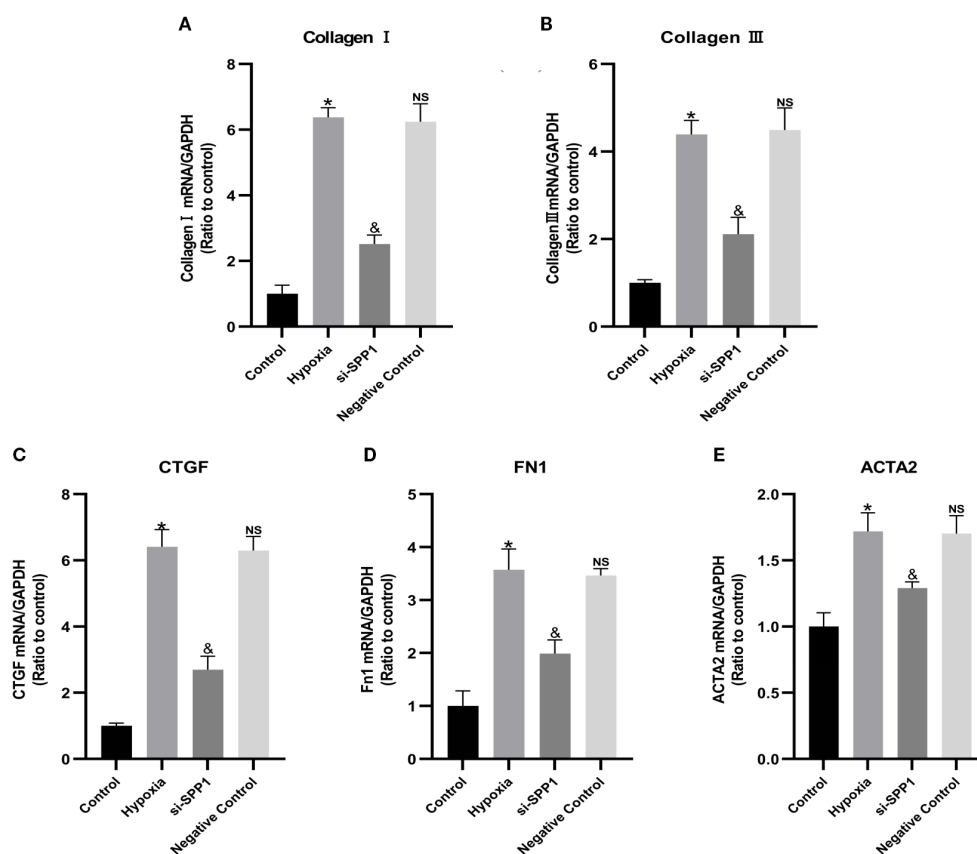 A
Collagen Ⅰ
Collagen Ⅰ mRNA/GAPDH
(Ratio to control)
8
6
4
2
0
*
&
NS
Control
Hypoxia
si-SPP1
Negative Control
B
Collagen Ⅲ
Collagen Ⅲ mRNA/GAPDH
(Ratio to control)
6
4
2
0
*
&
NS
Control
Hypoxia
si-SPP1
Negative Control
C
CTGF
CTGF mRNA/GAPDH
(Ratio to control)
8
6
4
2
0
*
&
NS
Control
Hypoxia
si-SPP1
Negative Control
D
FN1
Fn1 mRNA/GAPDH
(Ratio to control)
5
4
3
2
1
0
*
&
NS
Control
Hypoxia
si-SPP1
Negative Control
E
ACTA2
ACTA2 mRNA/GAPDH
(Ratio to control)
2.0
1.5
1.0
0.5
0.0
*
&
NS
Control
Hypoxia
si-SPP1
Negative Control